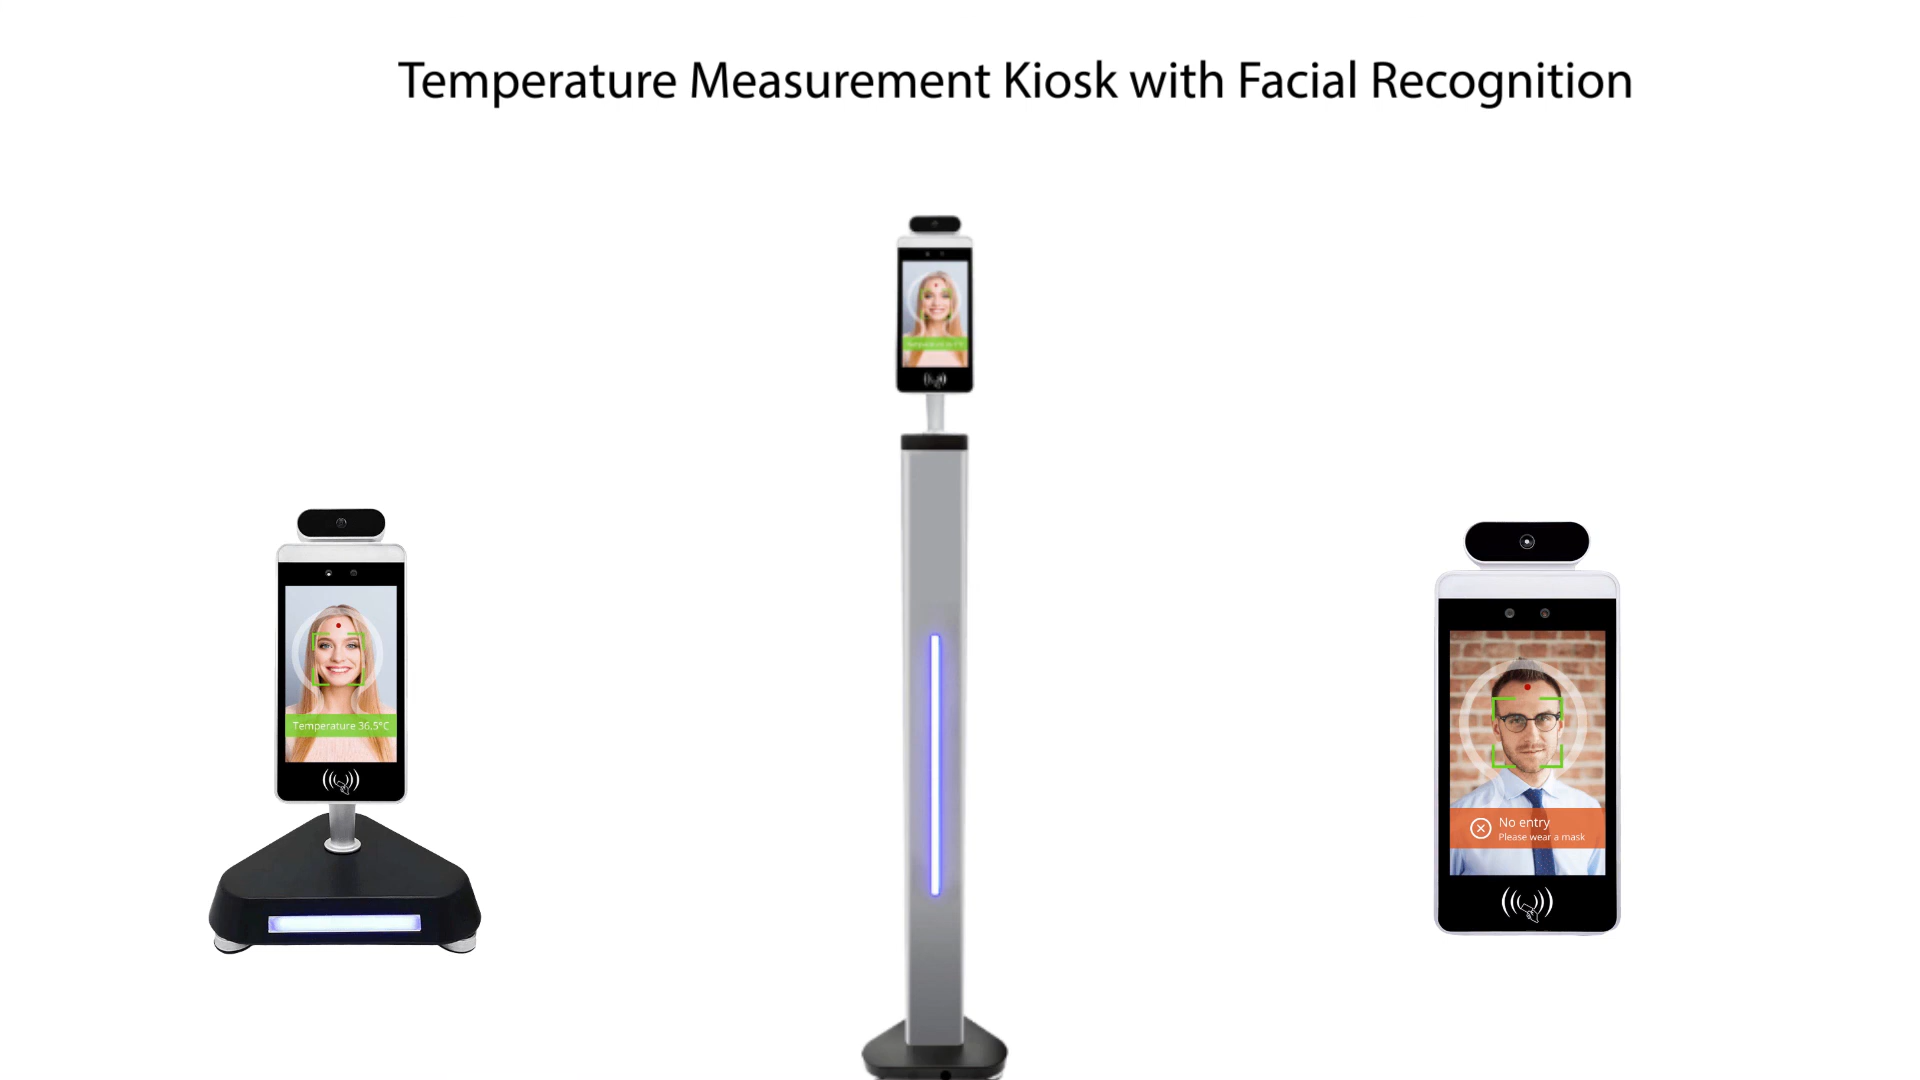 Temperature Measurement Kiosk with Facial Recognition
Temperature 36.5°C
No entry
Please wear a mask